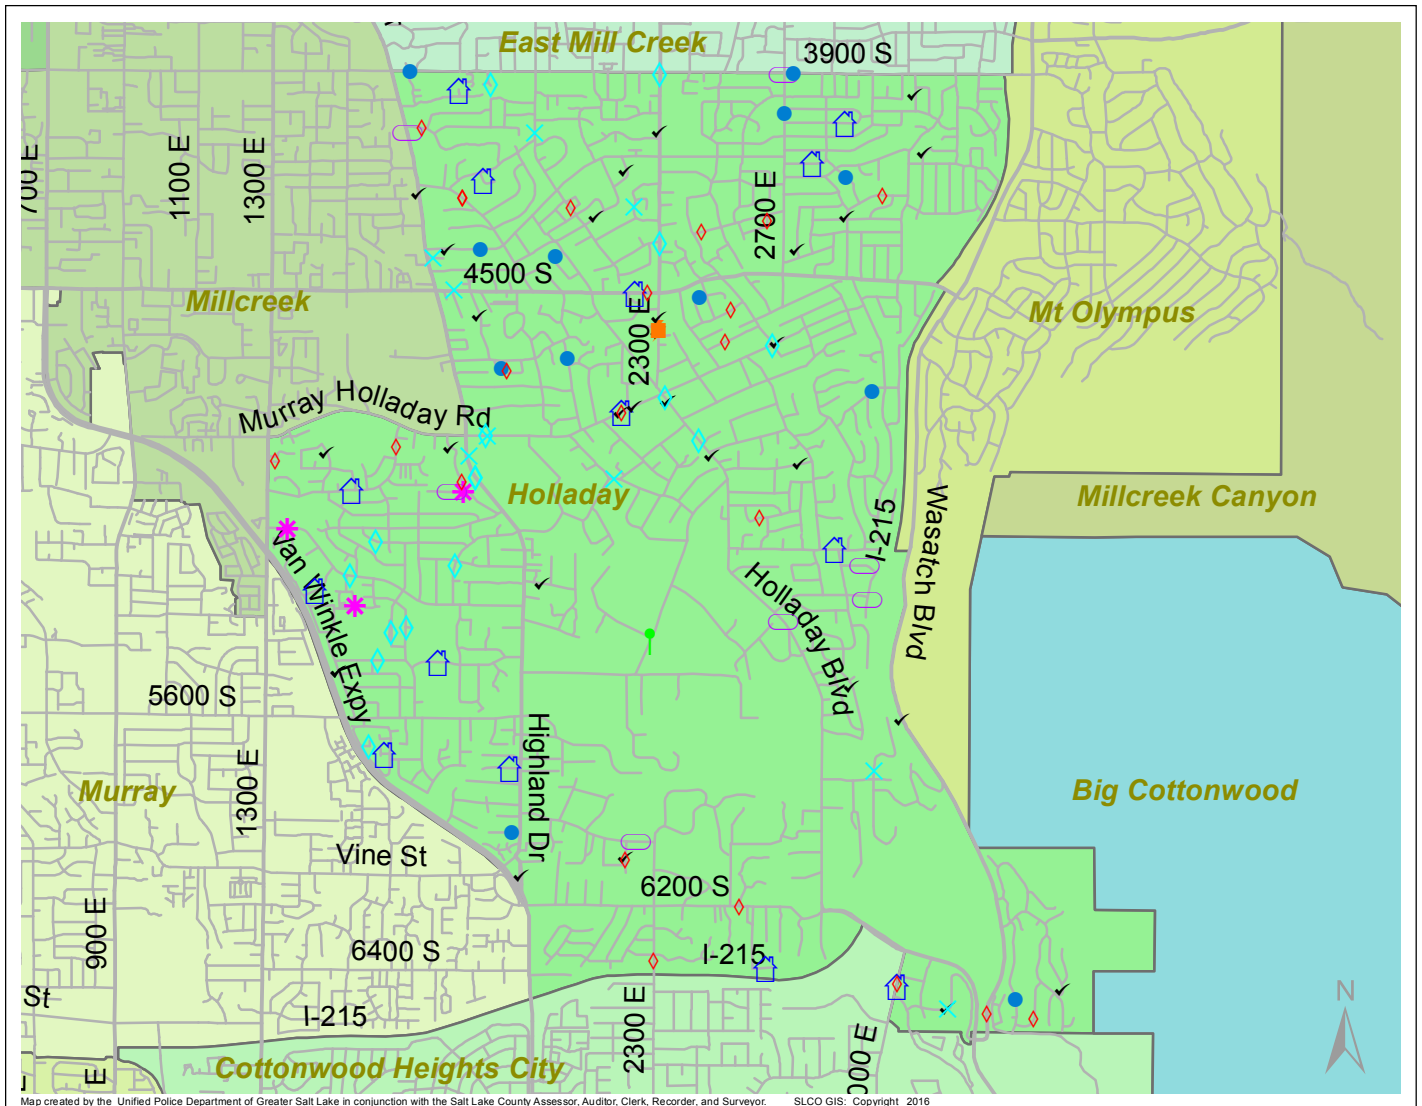 East Mill Creek
3900 S
700 E
1100 E
1300 E
2700 E
4500 S
Millcreek
Mt Olympus
2300 E
Murray Holladay Rd
Holladay
Millcreek Canyon
I-215
Wasatch Blvd
Van Winkle Expy
Holladay Blvd
5600 S
Highland Dr
1300 E
Murray
Big Cottonwood
Vine St
6200 S
900 E
6400 S
I-215
St
I-215
2300 E
N
Cottonwood Heights City
E
Map created by the Unified Police Department of Greater Salt Lake in conjunction with the Salt Lake County Assessor, Auditor, Clerk, Recorder, and Surveyor. SLCO GIS: Copyright 2016